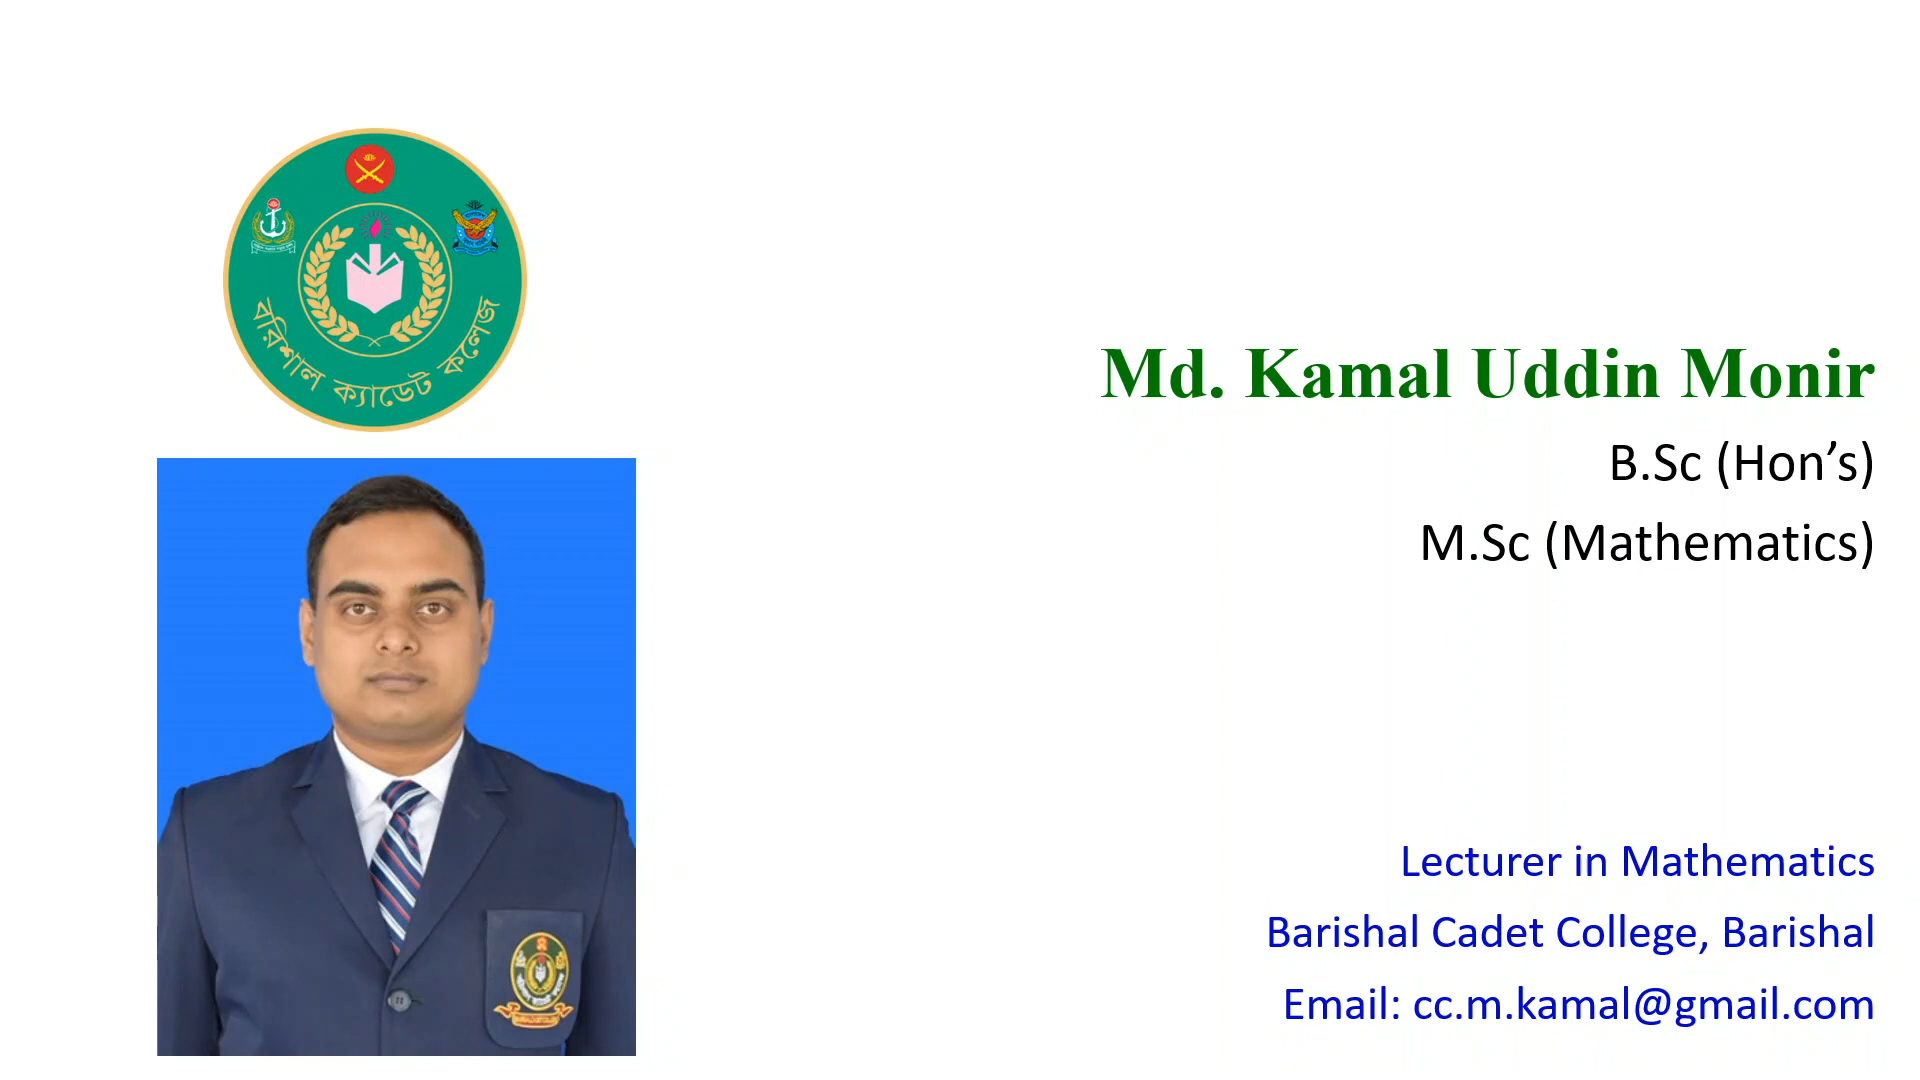 বরিশাল ক্যাডেট কলেজ
Md. Kamal Uddin Monir
B.Sc (Hon’s)
M.Sc (Mathematics)
Lecturer in Mathematics
Barishal Cadet College, Barishal
Email: cc.m.kamal@gmail.com